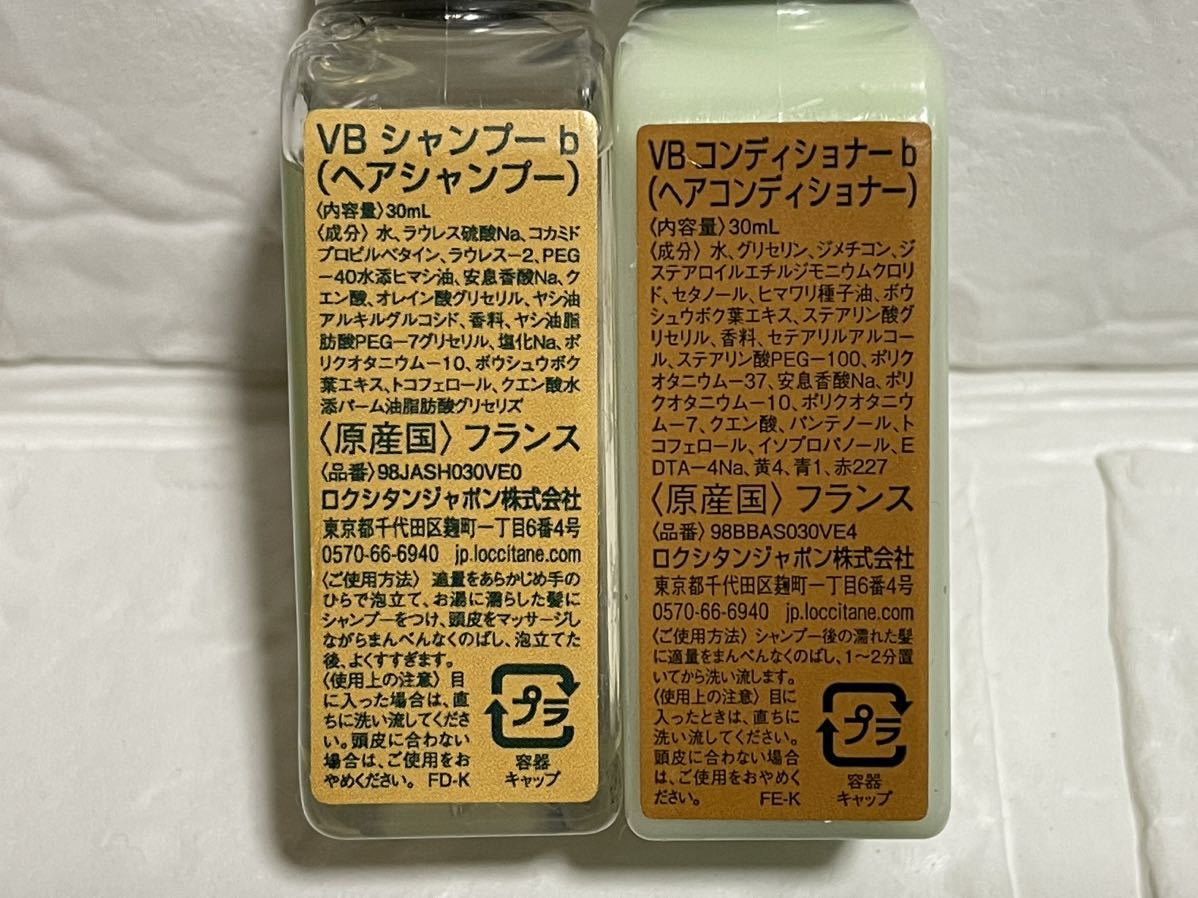 VB シャンプー b
(ヘアシャンプー)
〈内容量〉30mL
〈成分〉水、ラウレス硫酸Na、コカミド
プロピルベタイン、ラウレス-2、PEG
-40水添ヒマシ油、安息香酸Na、ク
エン酸、オレイン酸グリセリル、ヤシ油
アルキルグルコシド、香料、ヤシ油脂
肪酸PEG-7グリセリル、塩化Na、ポ
リクオタニウム-10、ボウシュウボク
葉エキス、トコフェロール、クエン酸水
添パーム油脂肪酸グリセリズ
〈原産国〉フランス
〈品番〉98JASH030VE0
ロクシタンジャポン株式会社
東京都千代田区麹町一丁目6番4号
0570-66-6940 jp.loccitane.com
〈ご使用方法〉 適量をあらかじめ手の
ひらで泡立て、お湯に濡らした髪に
シャンプーをつけ、頭皮をマッサージし
ながらまんべんなくのばし、泡立てた
後、よくすすぎます。
〈使用上の注意〉目
に入った場合は、直
ちに洗い流してくださ
い。頭皮に合わない
場合は、ご使用をお
やめください。 FD-K
プラ
容器
キャップ
VB コンディショナー b
(ヘアコンディショナー)
〈内容量〉30mL
〈成分〉水、グリセリン、ジメチコン、ジ
ステアロイルエチルジモニウムクロリ
ド、セタノール、ヒマワリ種子油、ボウ
シュウボク葉エキス、ステアリン酸グ
リセリル、香料、セテアリルアルコー
ル、ステアリン酸PEG-100、ポリク
オタニウム-37、安息香酸Na、ポリ
クオタニウム-10、ポリクオタニウ
ム-7、クエン酸、パンテノール、ト
コフェロール、イソプロパノール、E
DTA-4Na、黄4、青1、赤227
〈原産国〉フランス
〈品番〉98BBAS030VE4
ロクシタンジャポン株式会社
東京都千代田区麹町一丁目6番4号
0570-66-6940 jp.loccitane.com
〈ご使用方法〉シャンプー後の濡れた髪
に適量をまんべんなくのばし、1〜2分置
いてから洗い流します。
〈使用上の注意〉目に
入ったときは、直ちに
洗い流してください。
頭皮に合わない場合
は、ご使用をおやめく
ださい。 FE-K
プラ
容器
キャップ